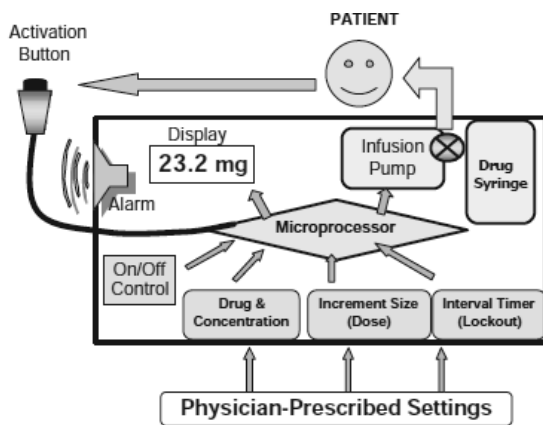 PATIENT
Activation
Button
Display
23.2 mg
Alarm
Infusion
Pump
Drug
Syringe
Microprocessor
On/Off
Control
Drug &
Concentration
Increment Size
(Dose)
Interval Timer
(Lockout)
Physician-Prescribed Settings